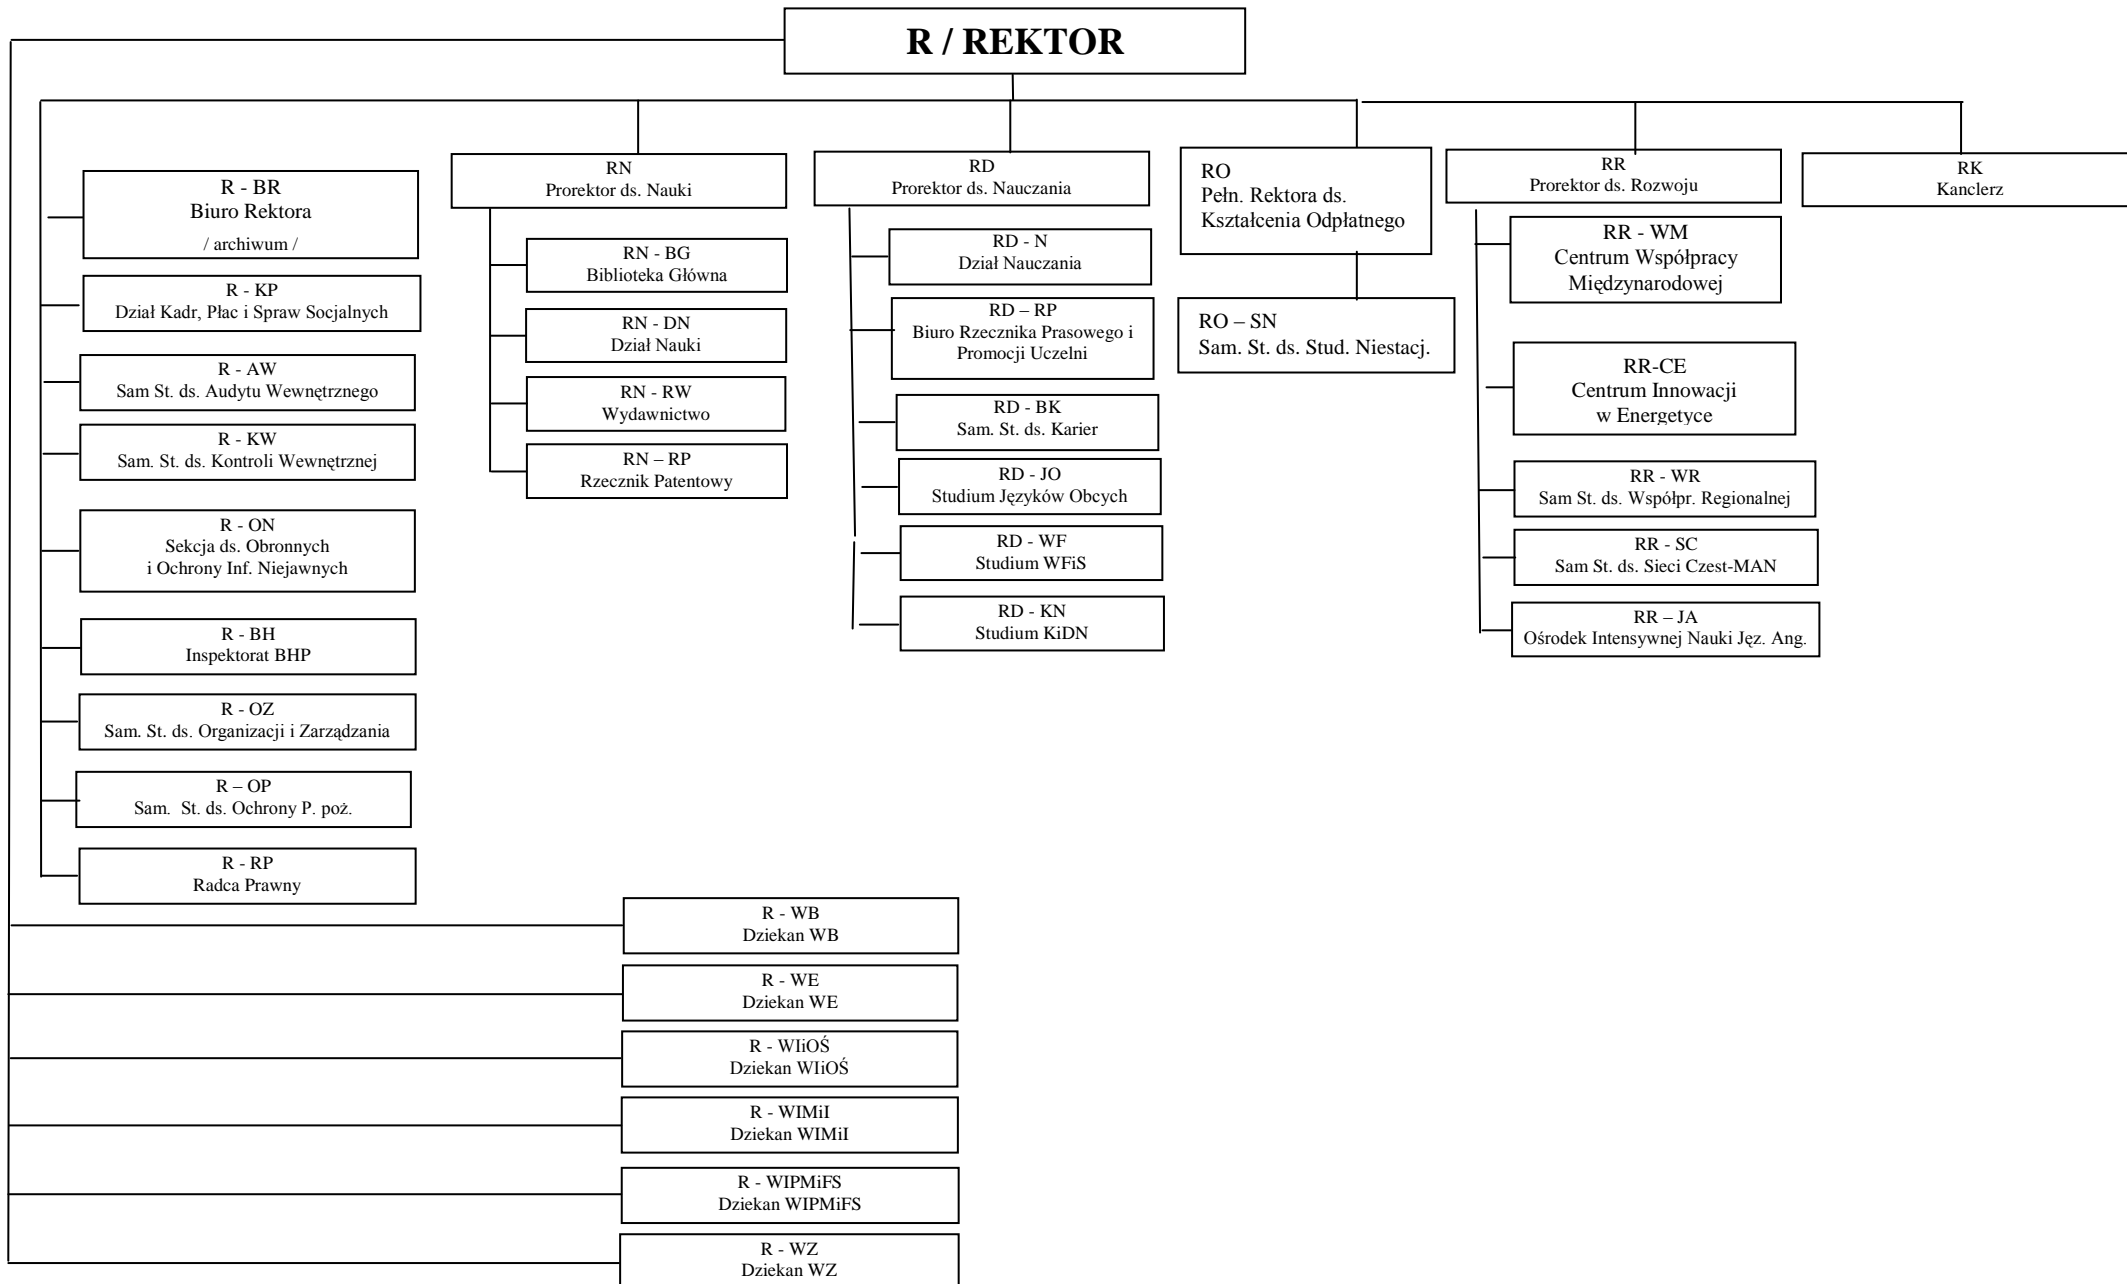 R / REKTOR
R - BR
Biuro Rektora
/ archiwum /
R - KP
Dział Kadr, Płac i Spraw Socjalnych
R - AW
Sam St. ds. Audytu Wewnętrznego
R - KW
Sam. St. ds. Kontroli Wewnętrznej
R - ON
Sekcja ds. Obronnych
i Ochrony Inf. Niejawnych
R - BH
Inspektorat BHP
R - OZ
Sam. St. ds. Organizacji i Zarządzania
R – OP
Sam. St. ds. Ochrony P. poż.
R - RP
Radca Prawny
RN
Prorektor ds. Nauki
RN - BG
Biblioteka Główna
RN - DN
Dział Nauki
RN - RW
Wydawnictwo
RN – RP
Rzecznik Patentowy
RD
Prorektor ds. Nauczania
RD - N
Dział Nauczania
RD – RP
Biuro Rzecznika Prasowego i
Promocji Uczelni
RD - BK
Sam. St. ds. Karier
RD - JO
Studium Języków Obcych
RD - WF
Studium WFiS
RD - KN
Studium KiDN
RO
Pełn. Rektora ds.
Kształcenia Odpłatnego
RO – SN
Sam. St. ds. Stud. Niestacj.
RR
Prorektor ds. Rozwoju
RR - WM
Centrum Współpracy
Międzynarodowej
RR-CE
Centrum Innowacji
w Energetyce
RR - WR
Sam St. ds. Współpr. Regionalnej
RR - SC
Sam St. ds. Sieci Czest-MAN
RR – JA
Ośrodek Intensywnej Nauki Jęz. Ang.
RK
Kanclerz
R - WB
Dziekan WB
R - WE
Dziekan WE
R - WIiOŚ
Dziekan WIiOŚ
R - WIMiI
Dziekan WIMiI
R - WIPMiFS
Dziekan WIPMiFS
R - WZ
Dziekan WZ